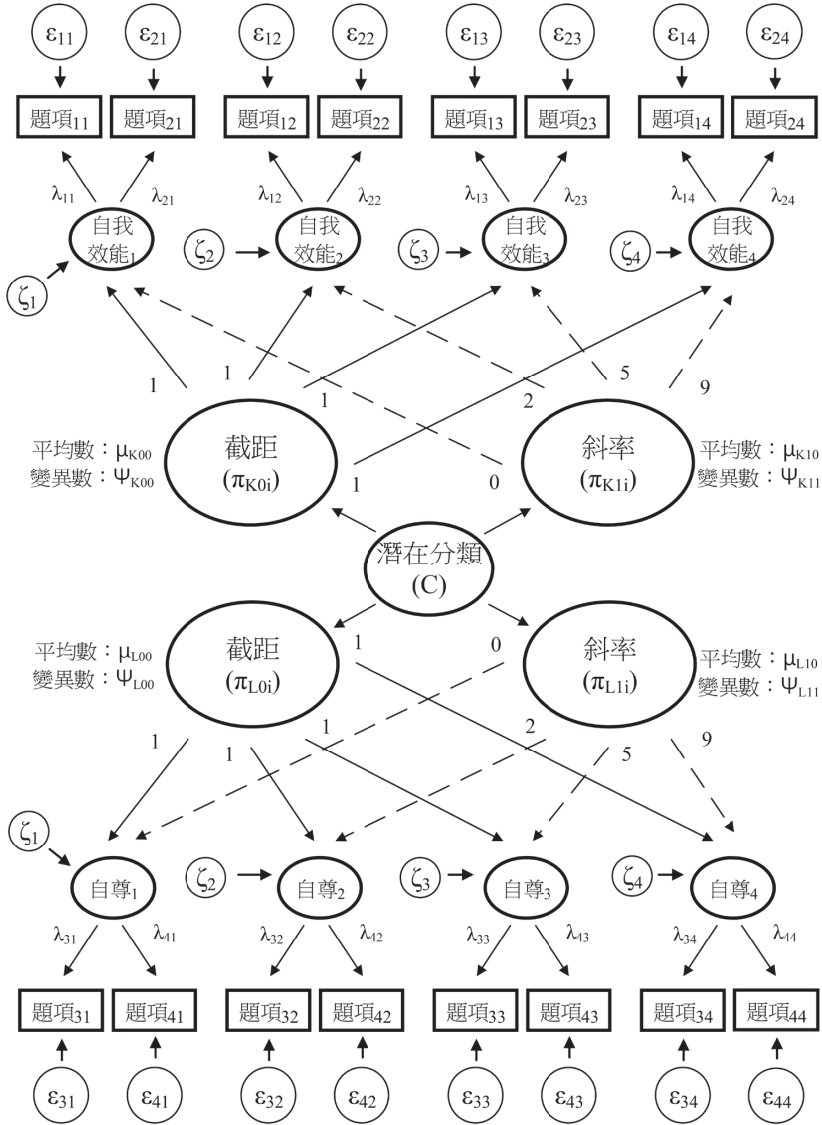 ε11 ε21 ε12 ε22 ε13 ε23 ε14 ε24
題項11 題項21 題項12 題項22 題項13 題項23 題項14 題項24
λ11 λ21 λ12 λ22 λ13 λ23 λ14 λ24
自我 自我 自我 自我
效能1 ζ2 效能2 ζ3 效能3 ζ4 效能4
ζ1
1 1 1 2 5 9
平均數：μK00 截距 斜率 平均數：μK10
變異數：ΨK00 (πK0i) 1 0 (πK1i) 變異數：ΨK11
潛在分類
(C)
平均數：μL00 截距 1 0 斜率 平均數：μL10
變異數：ΨL00 (πL0i) (πL1i) 變異數：ΨL11
1 1 1 2 5 9
ζ1
自尊1 ζ2 自尊2 ζ3 自尊3 ζ4 自尊4
λ31 λ41 λ32 λ42 λ33 λ43 λ34 λ44
題項31 題項41 題項32 題項42 題項33 題項43 題項34 題項44
ε31 ε41 ε32 ε42 ε33 ε43 ε34 ε44